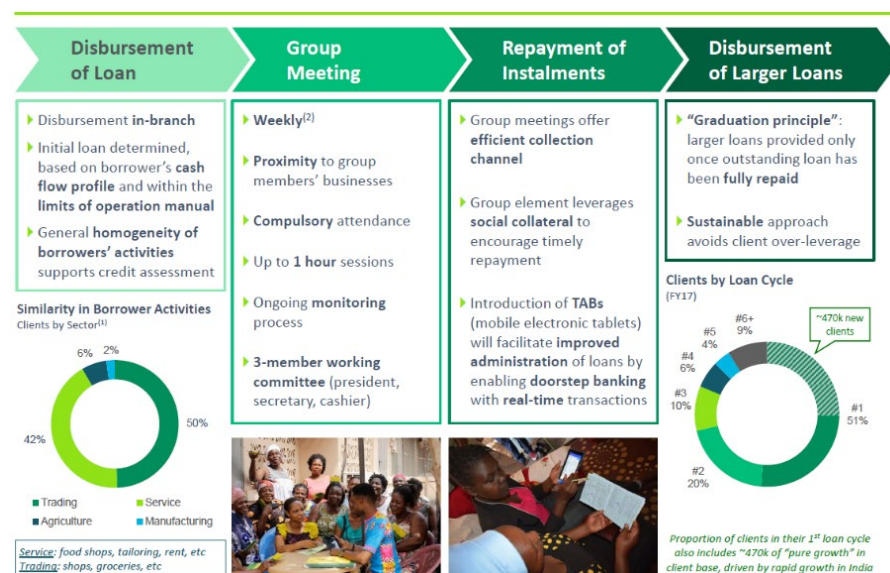 Disbursement
of Loan
Group
Meeting
Repayment of
Instalments
Disbursement
of Larger Loans
Disbursement in-branch
Initial loan determined,
based on borrower's cash
flow profile and within the
limits of operation manual
General homogeneity of
borrowers' activities
supports credit assessment
Similarity in Borrower Activities
Clients by Sector(1)
6%
2%
42%
50%
Trading
Service
Agriculture
Manufacturing
Service: food shops, tailoring, rent, etc
Trading: shops, groceries, etc
Weekly(2)
Proximity to group
members' businesses
Compulsory attendance
Up to 1 hour sessions
Ongoing monitoring
process
3-member working
committee (president,
secretary, cashier)
Group meetings offer
efficient collection
channel
Group element leverages
social collateral to
encourage timely
repayment
Introduction of TABs
(mobile electronic tablets)
will facilitate improved
administration of loans by
enabling doorstep banking
with real-time transactions
"Graduation principle":
larger loans provided only
once outstanding loan has
been fully repaid
Sustainable approach
avoids client over-leverage
Clients by Loan Cycle
(FY17)
~470k new
clients
#6+
9%
#5
4%
#4
6%
#3
10%
#2
20%
#1
51%
Proportion of clients in their 1st loan cycle
also includes ~470k of "pure growth" in
client base, driven by rapid growth in India